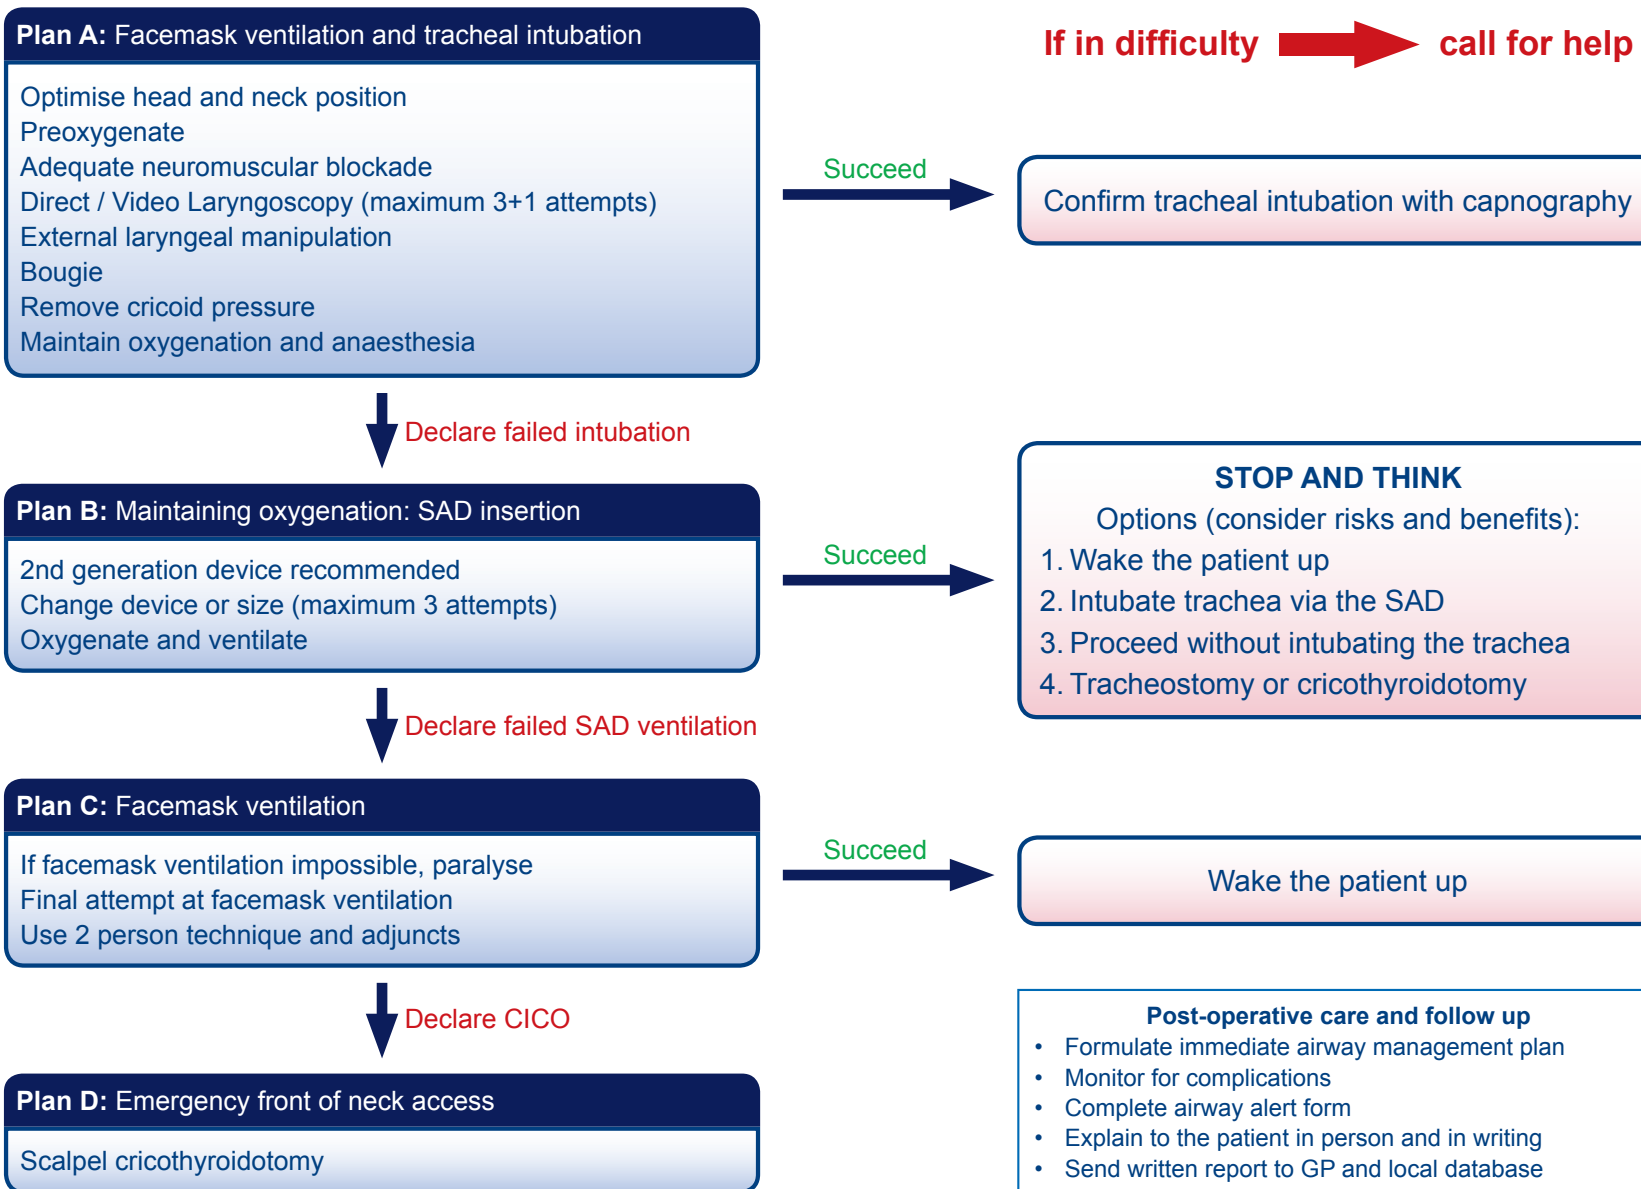 Plan A: Facemask ventilation and tracheal intubation
If in difficulty call for help
Optimise head and neck position
Preoxygenate
Adequate neuromuscular blockade
Direct / Video Laryngoscopy (maximum 3+1 attempts)
External laryngeal manipulation
Bougie
Remove cricoid pressure
Maintain oxygenation and anaesthesia
Succeed
Confirm tracheal intubation with capnography
Declare failed intubation
Plan B: Maintaining oxygenation: SAD insertion
2nd generation device recommended
Change device or size (maximum 3 attempts)
Oxygenate and ventilate
Succeed
STOP AND THINK
Options (consider risks and benefits):
1. Wake the patient up
2. Intubate trachea via the SAD
3. Proceed without intubating the trachea
4. Tracheostomy or cricothyroidotomy
Declare failed SAD ventilation
Plan C: Facemask ventilation
If facemask ventilation impossible, paralyse
Final attempt at facemask ventilation
Use 2 person technique and adjuncts
Succeed
Wake the patient up
Declare CICO
Plan D: Emergency front of neck access
Scalpel cricothyroidotomy
Post-operative care and follow up
• Formulate immediate airway management plan
• Monitor for complications
• Complete airway alert form
• Explain to the patient in person and in writing
• Send written report to GP and local database